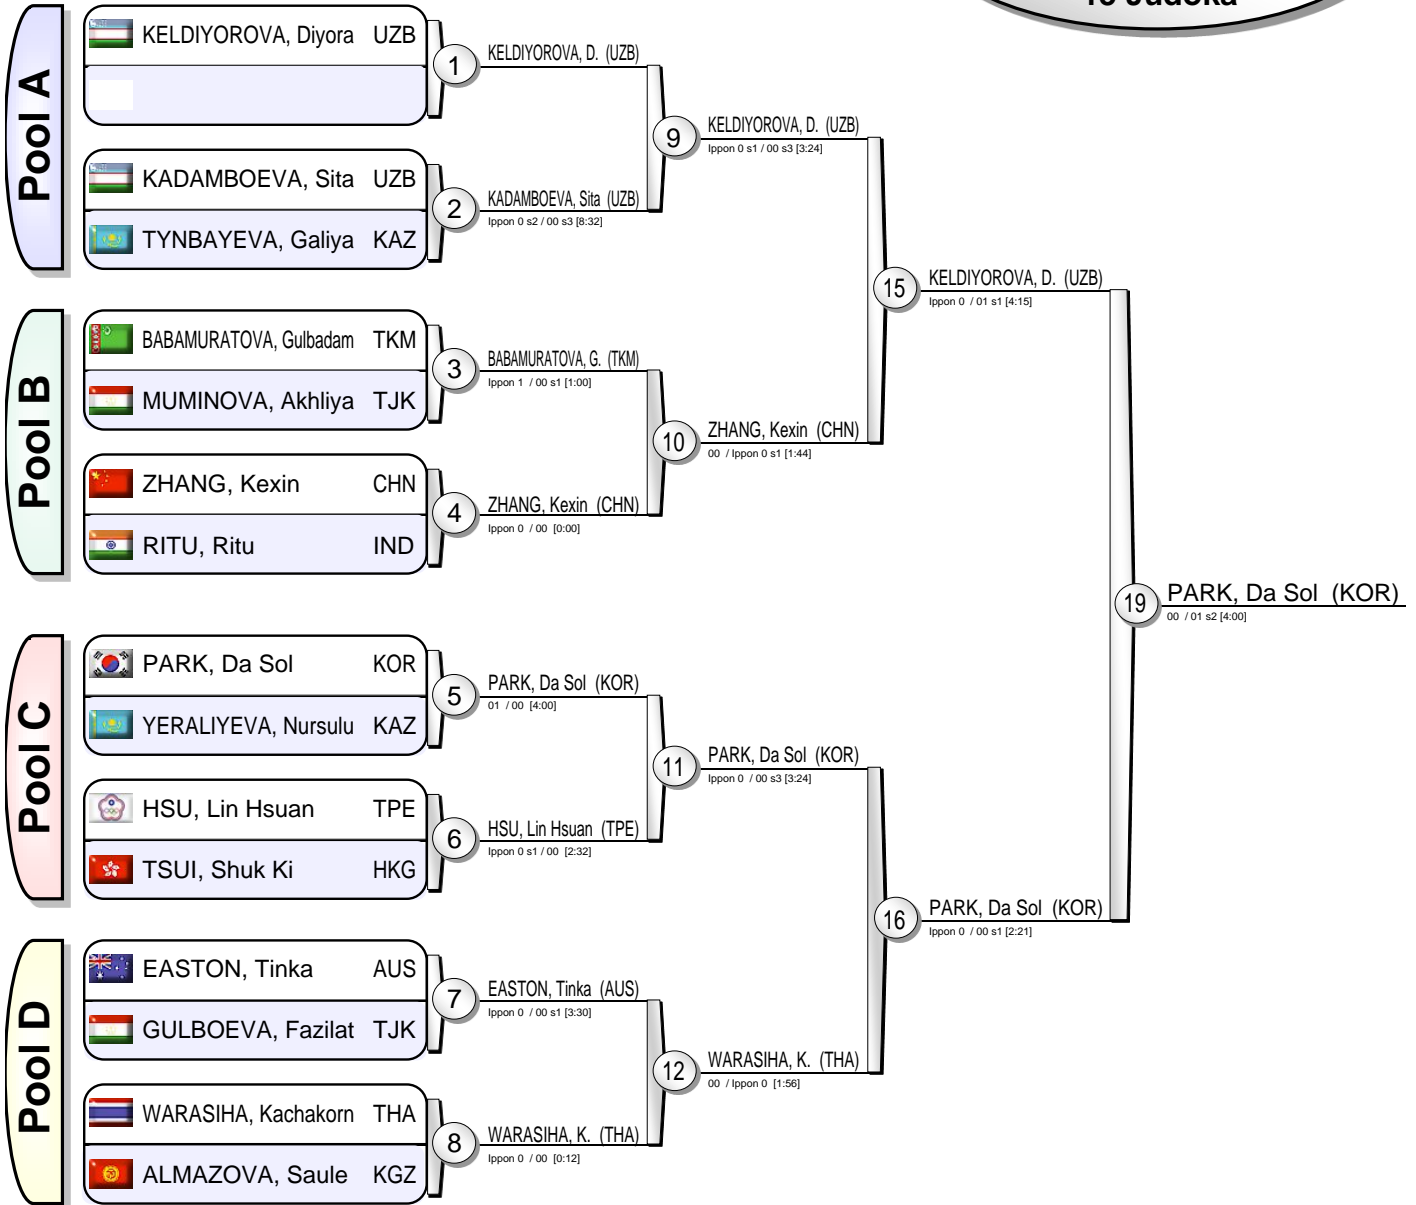 Pool A
KELDIYOROVA, Diyora UZB
KADAMBOEVA, Sita UZB
TYNBAYEVA, Galiya KAZ
Pool B
BABAMURATOVA, Gulbadam TKM
MUMINOVA, Akhliya TJK
ZHANG, Kexin CHN
RITU, Ritu IND
Pool C
PARK, Da Sol KOR
YERALIYEVA, Nursulu KAZ
HSU, Lin Hsuan TPE
TSUI, Shuk Ki HKG
Pool D
EASTON, Tinka AUS
GULBOEVA, Fazilat TJK
WARASIHA, Kachakorn THA
ALMAZOVA, Saule KGZ
1
KELDIYOROVA, D. (UZB)
2
KADAMBOEVA, Sita (UZB)
Ippon 0 s2 / 00 s3 [8:32]
3
BABAMURATOVA, G. (TKM)
Ippon 1 / 00 s1 [1:00]
4
ZHANG, Kexin (CHN)
Ippon 0 / 00 [0:00]
5
PARK, Da Sol (KOR)
01 / 00 [4:00]
6
HSU, Lin Hsuan (TPE)
Ippon 0 s1 / 00 [2:32]
7
EASTON, Tinka (AUS)
Ippon 0 / 00 s1 [3:30]
8
WARASIHA, K. (THA)
Ippon 0 / 00 [0:12]
9
KELDIYOROVA, D. (UZB)
Ippon 0 s1 / 00 s3 [3:24]
10
ZHANG, Kexin (CHN)
00 / Ippon 0 s1 [1:44]
11
PARK, Da Sol (KOR)
Ippon 0 / 00 s3 [3:24]
12
WARASIHA, K. (THA)
00 / Ippon 0 [1:56]
15
KELDIYOROVA, D. (UZB)
Ippon 0 / 01 s1 [4:15]
16
PARK, Da Sol (KOR)
Ippon 0 / 00 s1 [2:21]
19
PARK, Da Sol (KOR)
00 / 01 s2 [4:00]